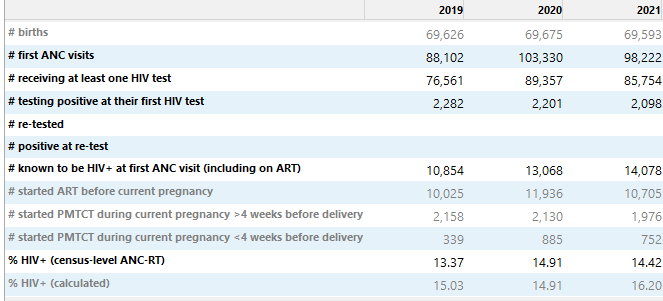 2019 2020 2021
# births 69,626 69,675 69,593
# first ANC visits 88,102 103,330 98,222
# receiving at least one HIV test 76,561 89,357 85,754
# testing positive at their first HIV test 2,282 2,201 2,098
# re-tested
# positive at re-test
# known to be HIV+ at first ANC visit (including on ART) 10,854 13,068 14,078
# started ART before current pregnancy 10,025 11,936 10,705
# started PMTCT during current pregnancy >4 weeks before delivery 2,158 2,130 1,976
# started PMTCT during current pregnancy <4 weeks before delivery 339 885 752
% HIV+ (census-level ANC-RT) 13.37 14.91 14.42
% HIV+ (calculated) 15.03 14.91 16.20